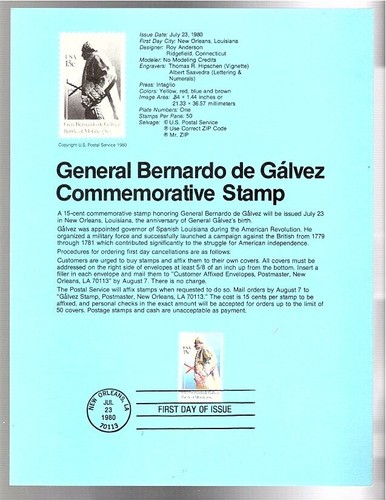 Issue Date: July 23, 1980
First Day City: New Orleans, Louisiana
Designer: Roy Anderson
Ridgefield, Connecticut
Modeler: No Modeling Credits
Engravers: Thomas R. Hipschen (Vignette)
Albert Saavedra (Lettering &
Numerals)
Press: Intaglio
Colors: Yellow, red, blue and brown
Image Area: .84 x 1.44 inches or
21.33 x 36.57 millimeters
Plate Numbers: One
Stamps Per Pane: 50
Selvage: © U.S. Postal Service
® Use Correct ZIP Code
® Mr. ZIP
USA
15c
Gen. Bernardo de Gálvez
Battle of Mobile 1780
Copyright U.S. Postal Service 1980
General Bernardo de Gálvez
Commemorative Stamp
A 15-cent commemorative stamp honoring General Bernardo de Gálvez will be issued July 23
in New Orleans, Louisiana, the anniversary of General Gálvez's birth.
Gálvez was appointed governor of Spanish Louisiana during the American Revolution. He
organized a military force and successfully launched a campaign against the British from 1779
through 1781 which contributed significantly to the struggle for American independence.
Procedures for ordering first day cancellations are as follows:
Customers are urged to buy stamps and affix them to their own covers. All covers must be
addressed on the right side of envelopes at least 5/8 of an inch up from the bottom. Insert a
filler in each envelope and mail them to "Customer Affixed Envelopes, Postmaster, New
Orleans, LA 70113" by August 7. There is no charge.
The Postal Service will affix stamps when requested to do so. Mail orders by August 7 to
"Gálvez Stamp, Postmaster, New Orleans, LA 70113." The cost is 15 cents per stamp to be
affixed, and personal checks in the exact amount will be accepted for orders up to the limit of
50 covers. Postage stamps and cash are unacceptable as payment.
USA
15c
NEW ORLEANS, LA
JUL
23
1980
70113
FIRST DAY OF ISSUE